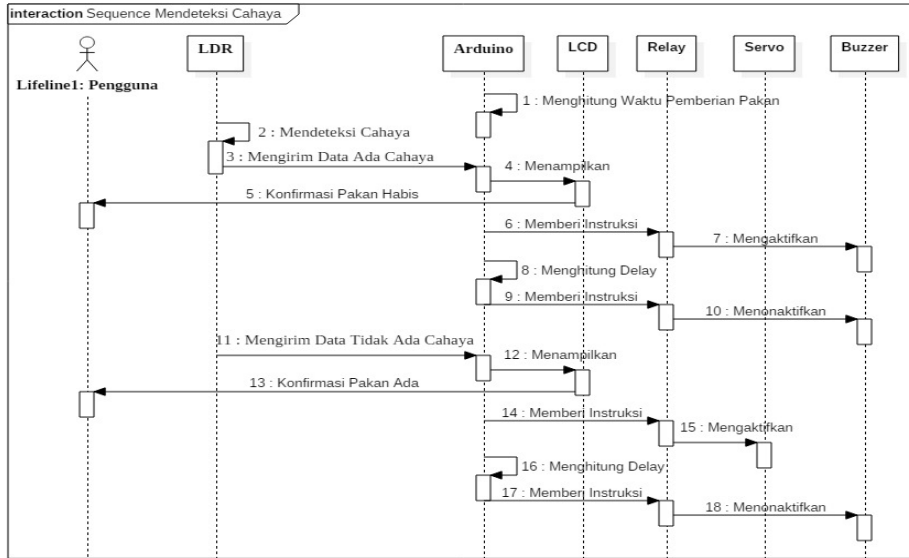 interaction Sequence Mendeteksi Cahaya
Lifeline1: Pengguna
LDR
Arduino
LCD
Relay
Servo
Buzzer
1 : Menghitung Waktu Pemberian Pakan
2 : Mendeteksi Cahaya
3 : Mengirim Data Ada Cahaya
4 : Menampilkan
5 : Konfirmasi Pakan Habis
6 : Memberi Instruksi
7 : Mengaktifkan
8 : Menghitung Delay
9 : Memberi Instruksi
10 : Menonaktifkan
11 : Mengirim Data Tidak Ada Cahaya
12 : Menampilkan
13 : Konfirmasi Pakan Ada
14 : Memberi Instruksi
15 : Mengaktifkan
16 : Menghitung Delay
17 : Memberi Instruksi
18 : Menonaktifkan